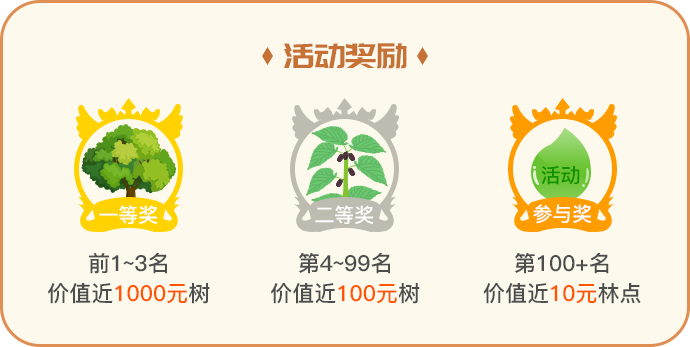 活动奖励
一等奖
二等奖
活动
参与奖
前1~3名
第4~99名
第100+名
价值近1000元树
价值近100元树
价值近10元林点